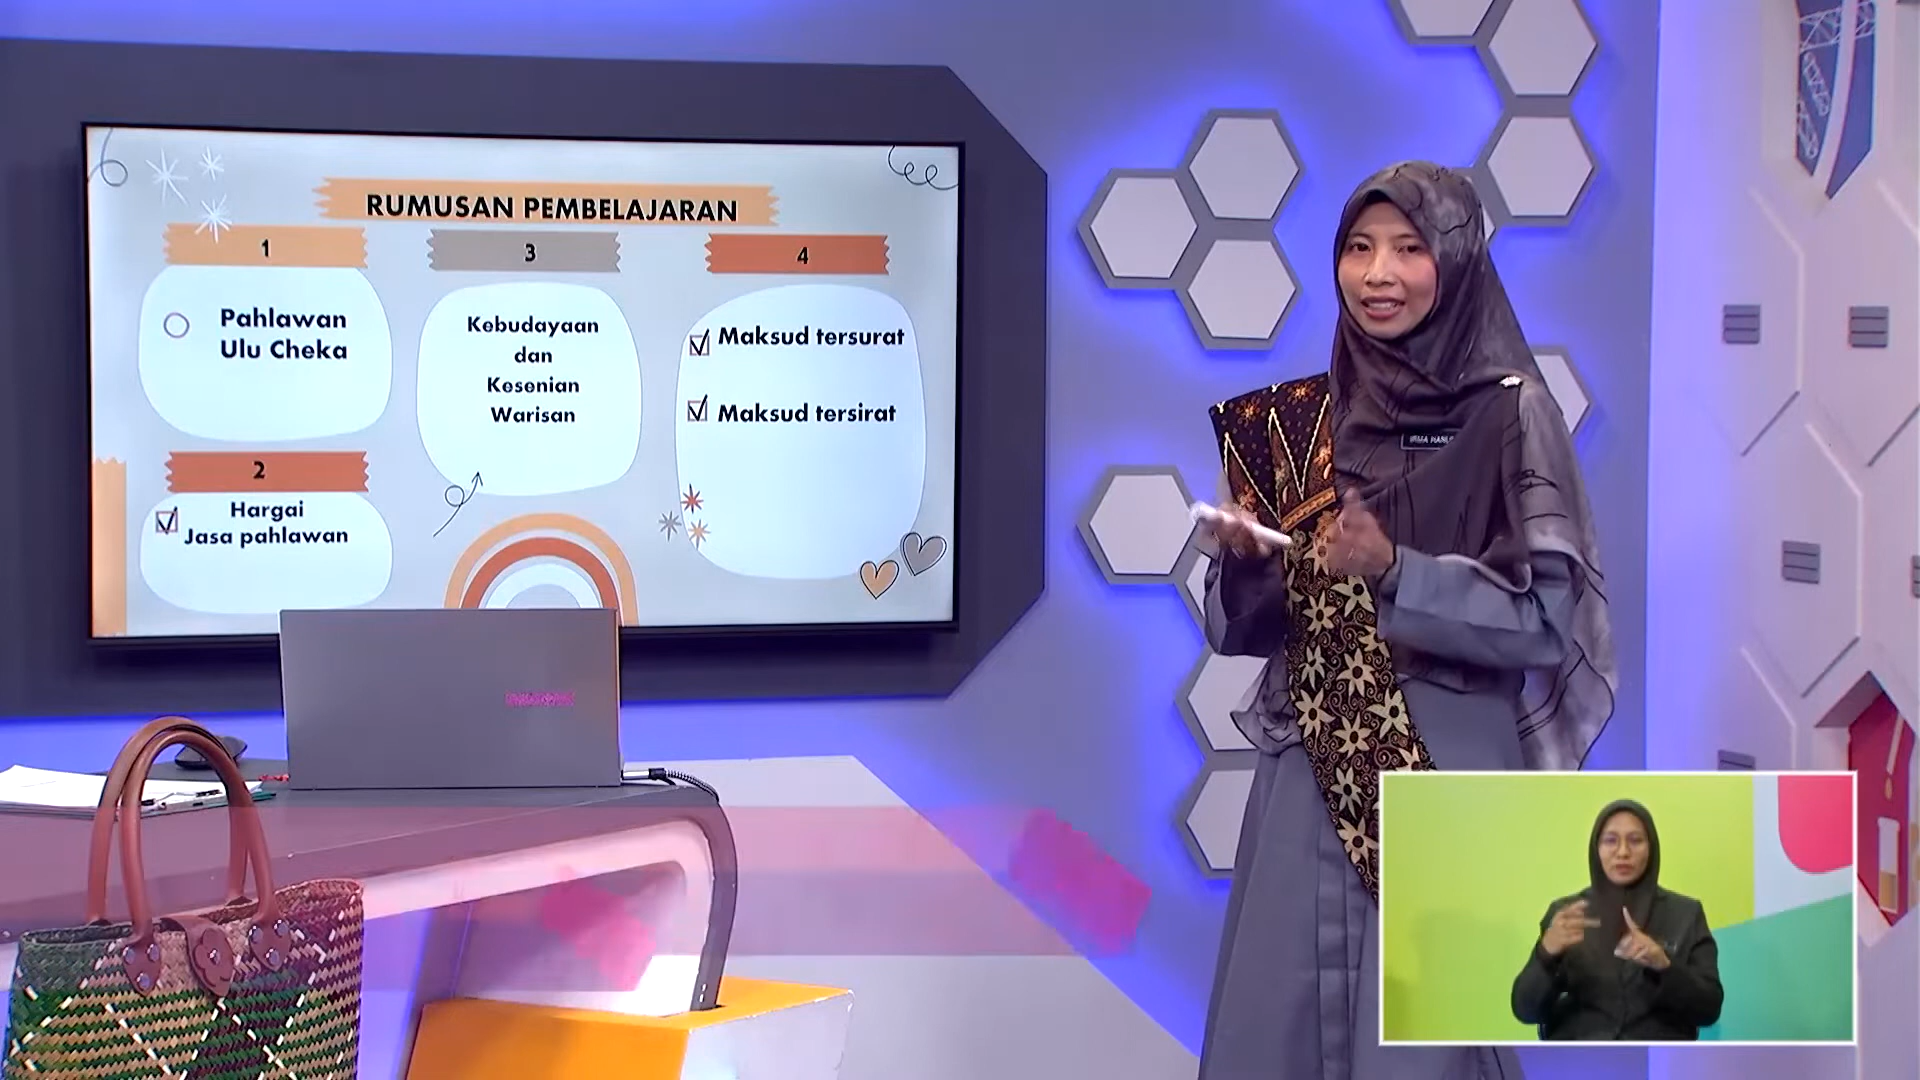 RUMUSAN PEMBELAJARAN
1
Pahlawan
Ulu Cheka
2
Hargai
Jasa pahlawan
3
Kebudayaan
dan
Kesenian
Warisan
4
Maksud tersurat
Maksud tersirat